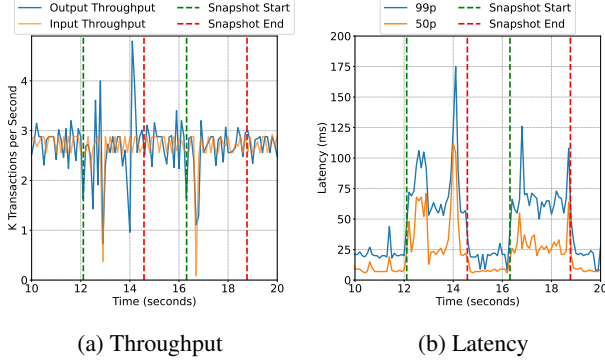 Output Throughput
Input Throughput
Snapshot Start
Snapshot End
K Transactions per Second
4
3
2
1
0
10 12 14 16 18 20
Time (seconds)
(a) Throughput
99p
50p
Snapshot Start
Snapshot End
Latency (ms)
200
175
150
125
100
75
50
25
0
10 12 14 16 18 20
Time (seconds)
(b) Latency